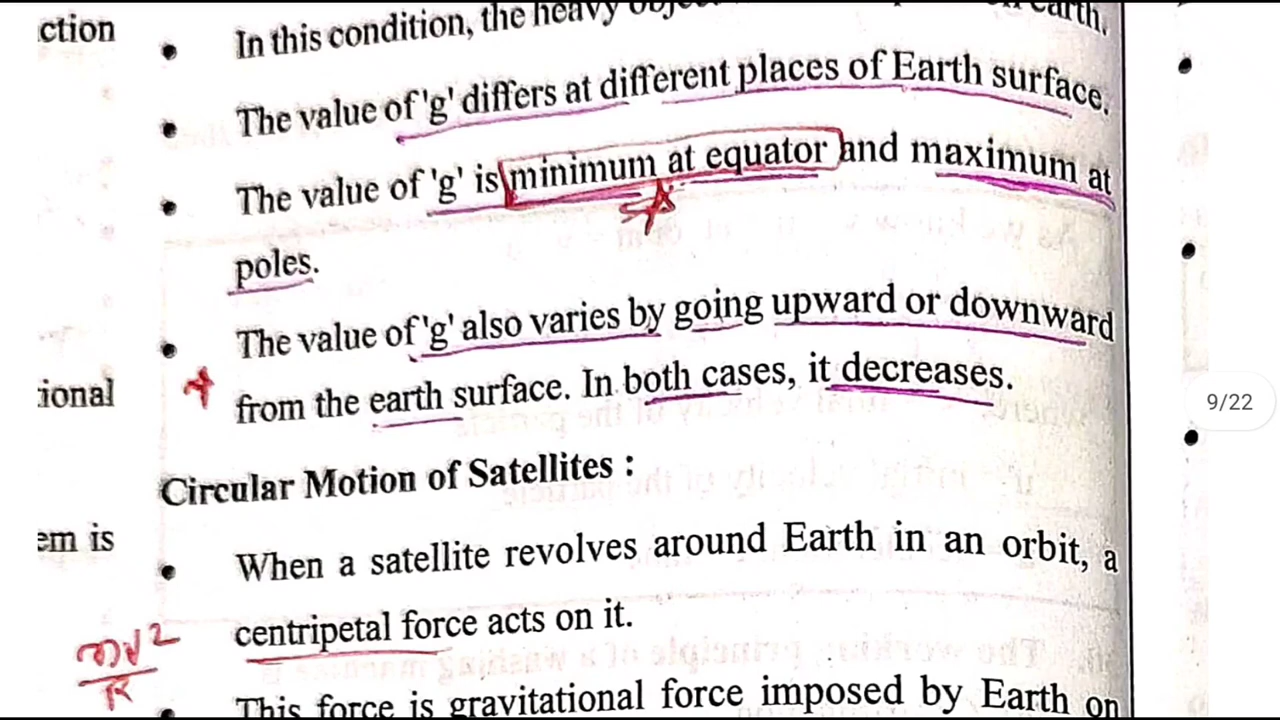 ction
In this condition, the heavy earth.
• The value of 'g' differs at different places of Earth surface.
• The value of 'g' is minimum at equator and maximum at
poles.
• The value of 'g' also varies by going upward or downward
ional
from the earth surface. In both cases, it decreases.
9/22
Circular Motion of Satellites :
em is
• When a satellite revolves around Earth in an orbit, a
centripetal force acts on it.
mv2
R
This force is gravitational force imposed by Earth on